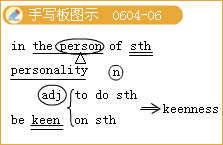 手写板图示 0604-06
in the person of sth
personality n
adj to do sth
keenness
be keen on sth